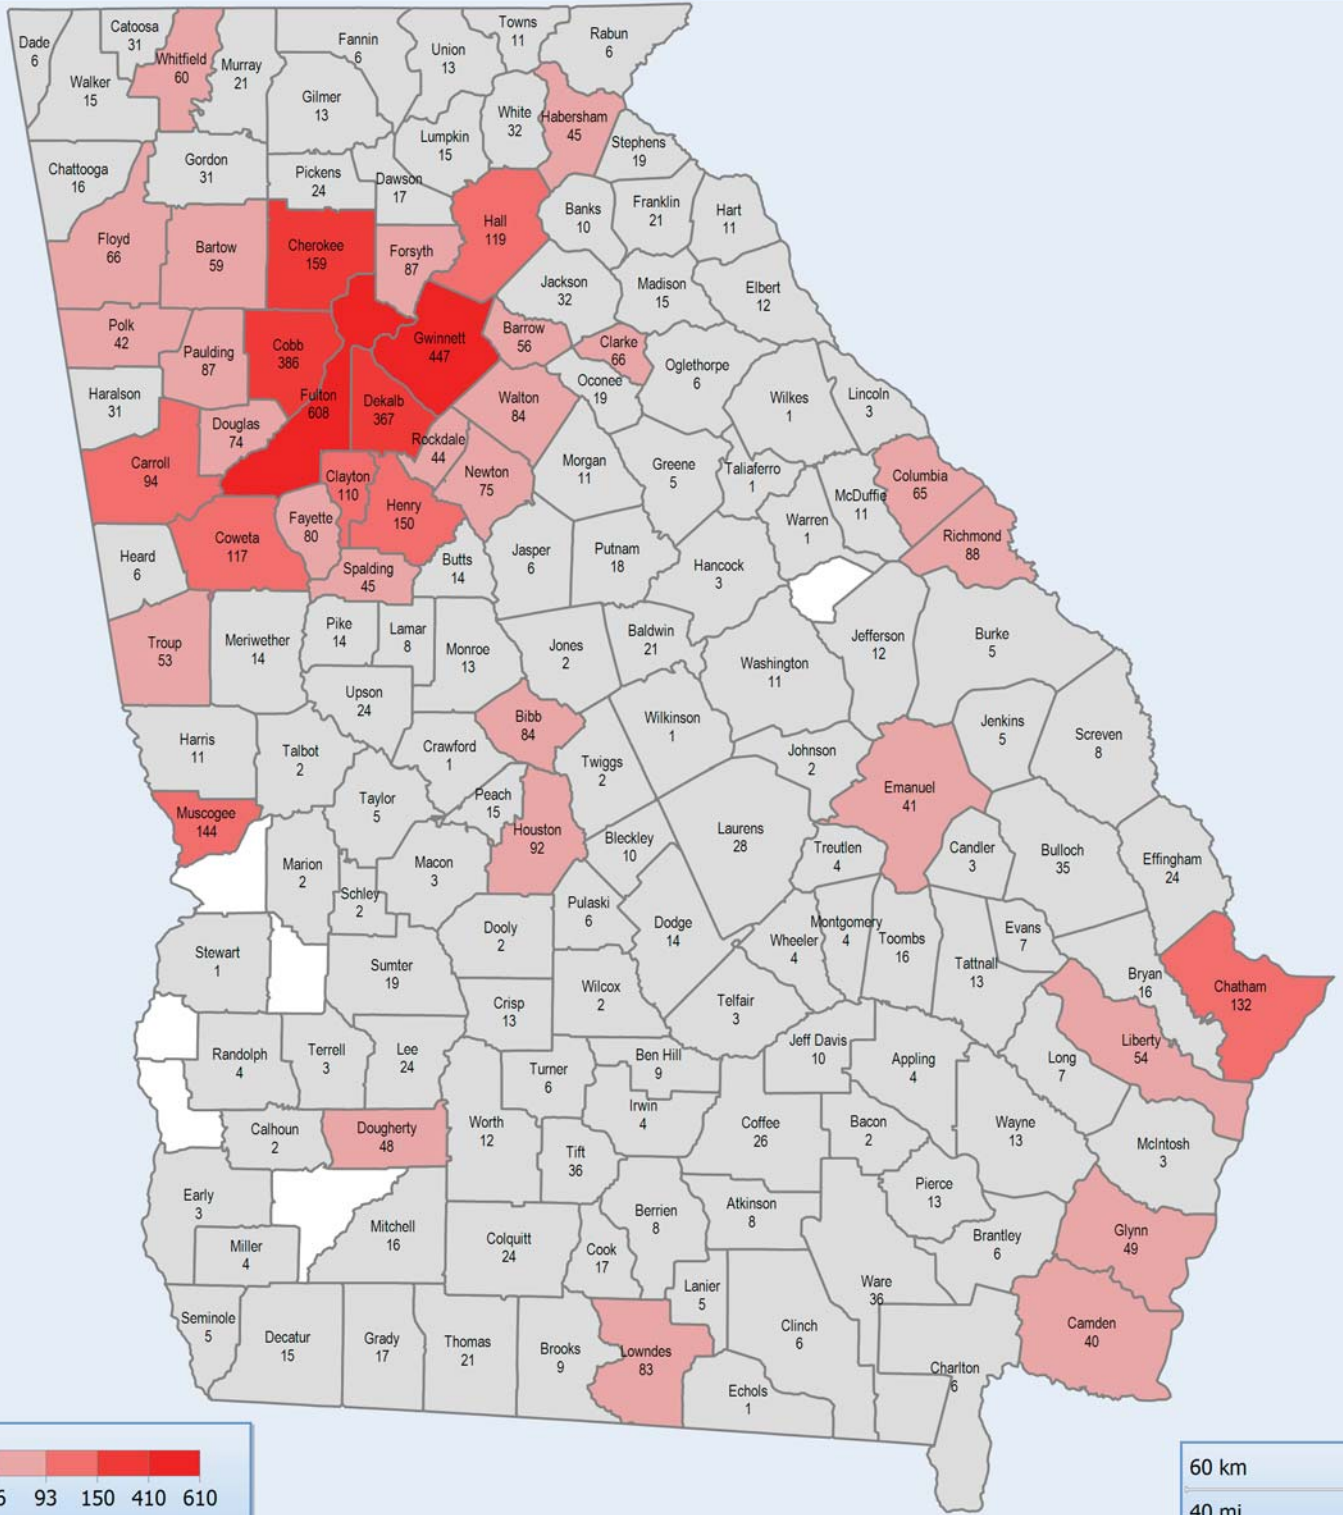 Dade
6
Catoosa
31
Whitfield
60
Walker
15
Murray
21
Fannin
6
Gilmer
13
Union
13
Towns
11
Rabun
6
White
32
Habersham
45
Lumpkin
15
Stephens
19
Chattooga
16
Gordon
31
Pickens
24
Dawson
17
Hall
119
Banks
10
Franklin
21
Hart
11
Floyd
66
Bartow
59
Cherokee
159
Forsyth
87
Jackson
32
Madison
15
Elbert
12
Polk
42
Paulding
87
Cobb
386
Gwinnett
447
Barrow
56
Clarke
66
Oglethorpe
6
Oconee
19
Haralson
31
Douglas
74
Fulton
608
Dekalb
367
Walton
84
Wilkes
1
Lincoln
3
Carroll
94
Rockdale
44
Clayton
110
Henry
150
Newton
75
Morgan
11
Greene
5
Taliaferro
1
McDuffie
11
Columbia
65
Warren
1
Richmond
88
Heard
6
Coweta
117
Fayette
80
Spalding
45
Butts
14
Jasper
6
Putnam
18
Hancock
3
Troup
53
Meriwether
14
Pike
14
Lamar
8
Monroe
13
Jones
2
Baldwin
21
Washington
11
Jefferson
12
Burke
5
Upson
24
Bibb
84
Wilkinson
1
Harris
11
Talbot
2
Crawford
1
Twiggs
2
Johnson
2
Jenkins
5
Screven
8
Emanuel
41
Muscogee
144
Taylor
5
Peach
15
Houston
92
Bleckley
10
Laurens
28
Treutlen
4
Candler
3
Bulloch
35
Effingham
24
Marion
2
Schley
2
Macon
3
Pulaski
6
Dooly
2
Dodge
14
Wheeler
4
Montgomery
4
Toombs
16
Tattnall
13
Evans
7
Bryan
16
Chatham
132
Stewart
1
Sumter
19
Crisp
13
Wilcox
2
Telfair
3
Randolph
4
Terrell
3
Lee
24
Turner
6
Ben Hill
9
Jeff Davis
10
Appling
4
Long
7
Liberty
54
Calhoun
2
Dougherty
48
Worth
12
Irwin
4
Tift
36
Coffee
26
Bacon
2
Wayne
13
McIntosh
3
Early
3
Miller
4
Mitchell
16
Colquitt
24
Cook
17
Berrien
8
Atkinson
8
Pierce
13
Brantley
6
Glynn
49
Seminole
5
Decatur
15
Grady
17
Thomas
21
Brooks
9
Lowndes
83
Lanier
5
Echols
1
Clinch
6
Ware
36
Charlton
6
Camden
40
93 150 410 610
60 km
40 mi